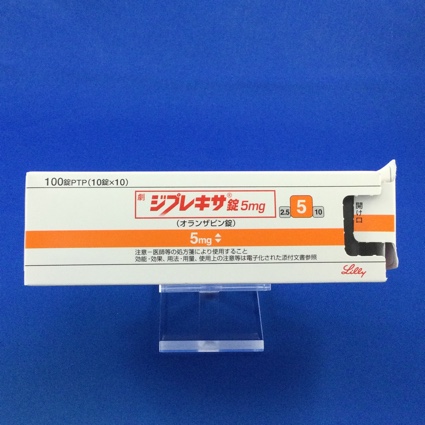 100錠PTP(10錠×10)
劇 ジプレキサ®錠5mg
2.5 5 10
(オランザピン錠)
5mg
注意-医師等の処方箋により使用すること
効能・効果、用法・用量、使用上の注意等は電子化された添付文書参照
開け口
Lilly